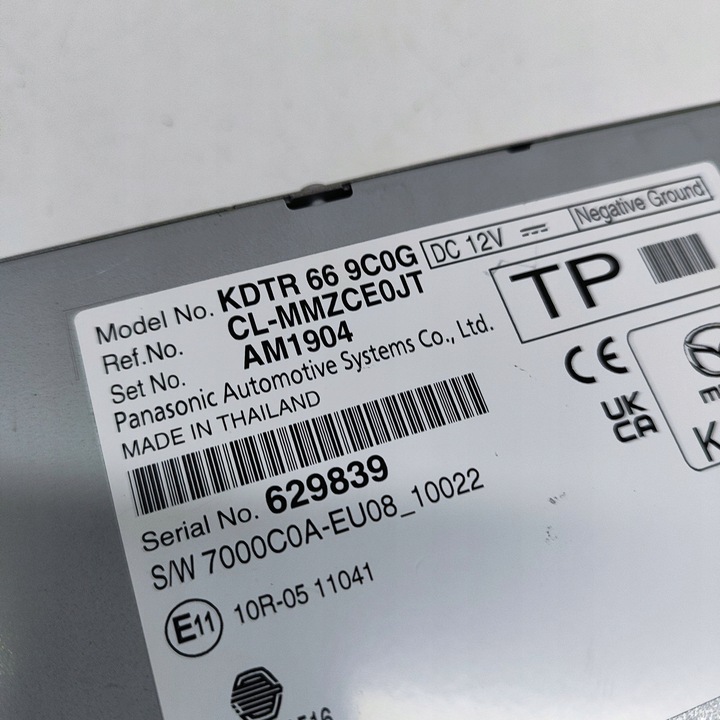 Model No. KDTR 66 9C0G DC 12V Negative Ground
Ref.No. CL-MMZCE0JT
Set No. AM1904
Panasonic Automotive Systems Co., Ltd.
MADE IN THAILAND
TP
CE
UK
CA
Serial No. 629839
S/W 7000C0A-EU08_10022
E11 10R-05 11041